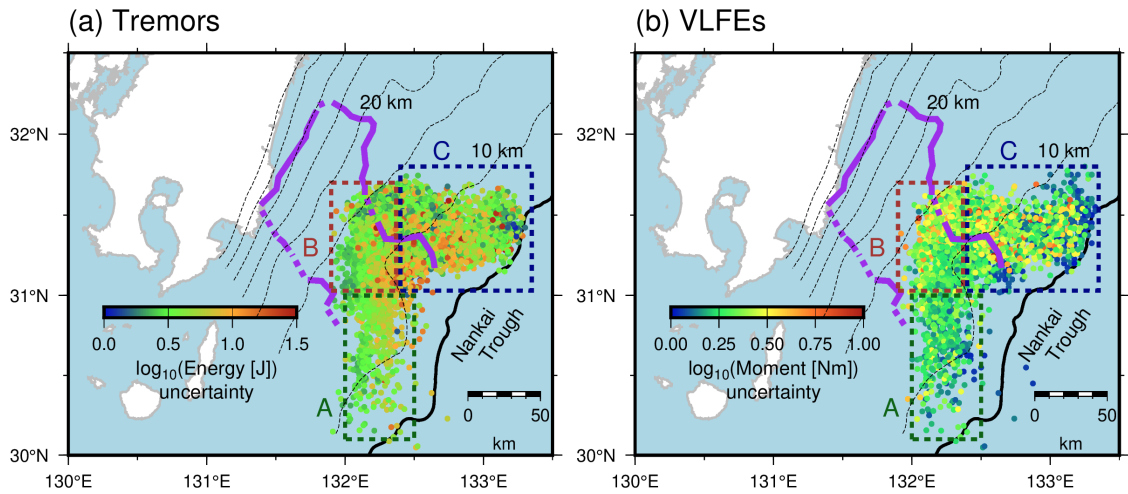 (a) Tremors
20 km
C
10 km
B
A
log10(Energy [J])
uncertainty
0.0 0.5 1.0 1.5
Nankai
Trough
0 50
km
32°N
31°N
30°N
130°E 131°E 132°E 133°E
(b) VLFEs
20 km
C
10 km
B
A
0.00 0.25 0.50 0.75 1.00
log10(Moment [Nm])
uncertainty
Nankai
Trough
0 50
km
32°N
31°N
30°N
130°E 131°E 132°E 133°E